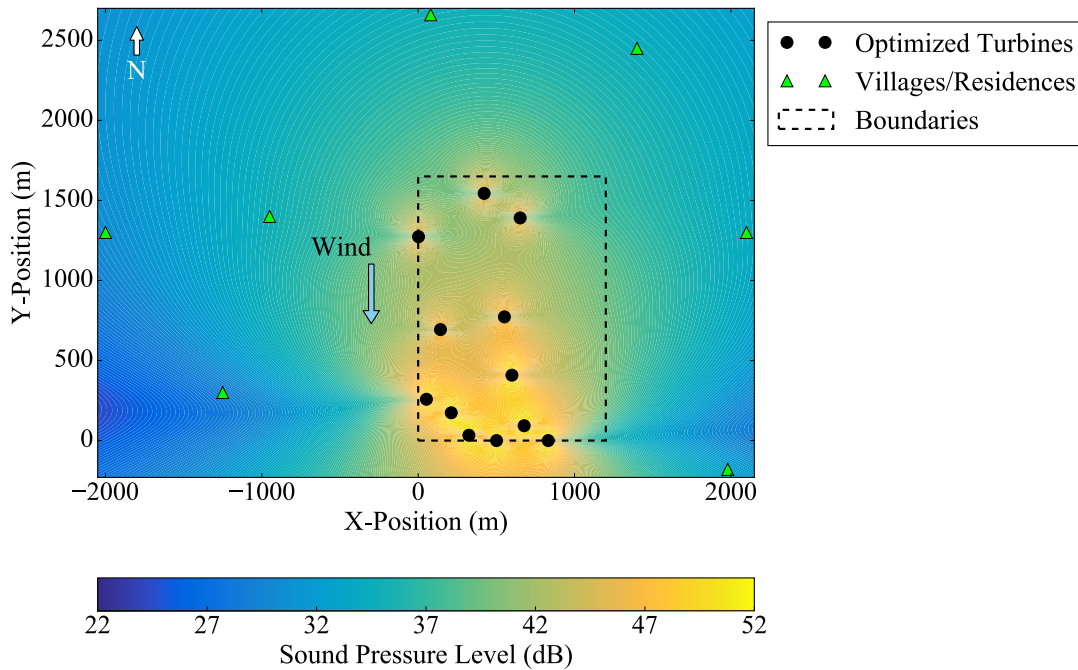 2500
2000
1500
1000
500
0
Y-Position (m)
N
Wind
−2000
−1000
0
1000
2000
X-Position (m)
Optimized Turbines
Villages/Residences
Boundaries
22
27
32
37
42
47
52
Sound Pressure Level (dB)